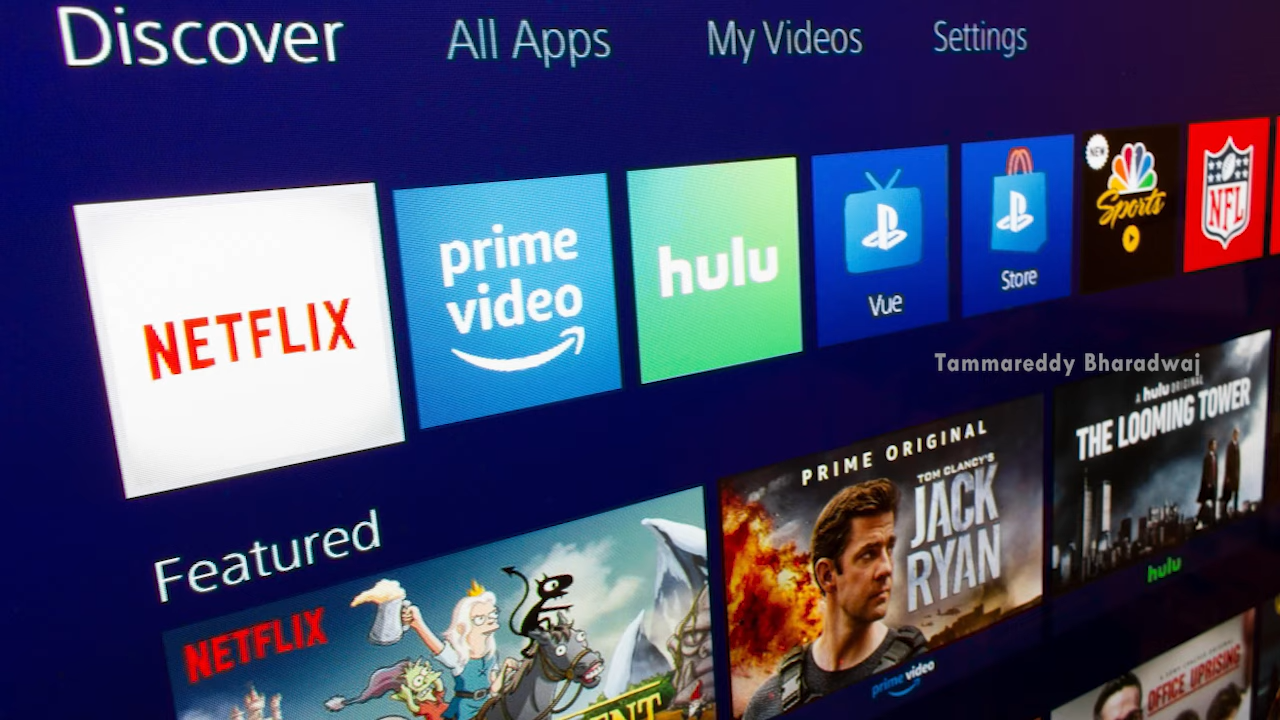 Discover
All Apps
My Videos
Settings
NETFLIX
prime
video
hulu
Vue
Store
NEW
Sports
NFL
Tammareddy Bharadwaj
Featured
NETFLIX
PRIME ORIGINAL
TOM CLANCY'S
JACK
RYAN
prime video
A hulu ORIGINAL
THE LOOMING TOWER
hulu
OFFICE UPRISING